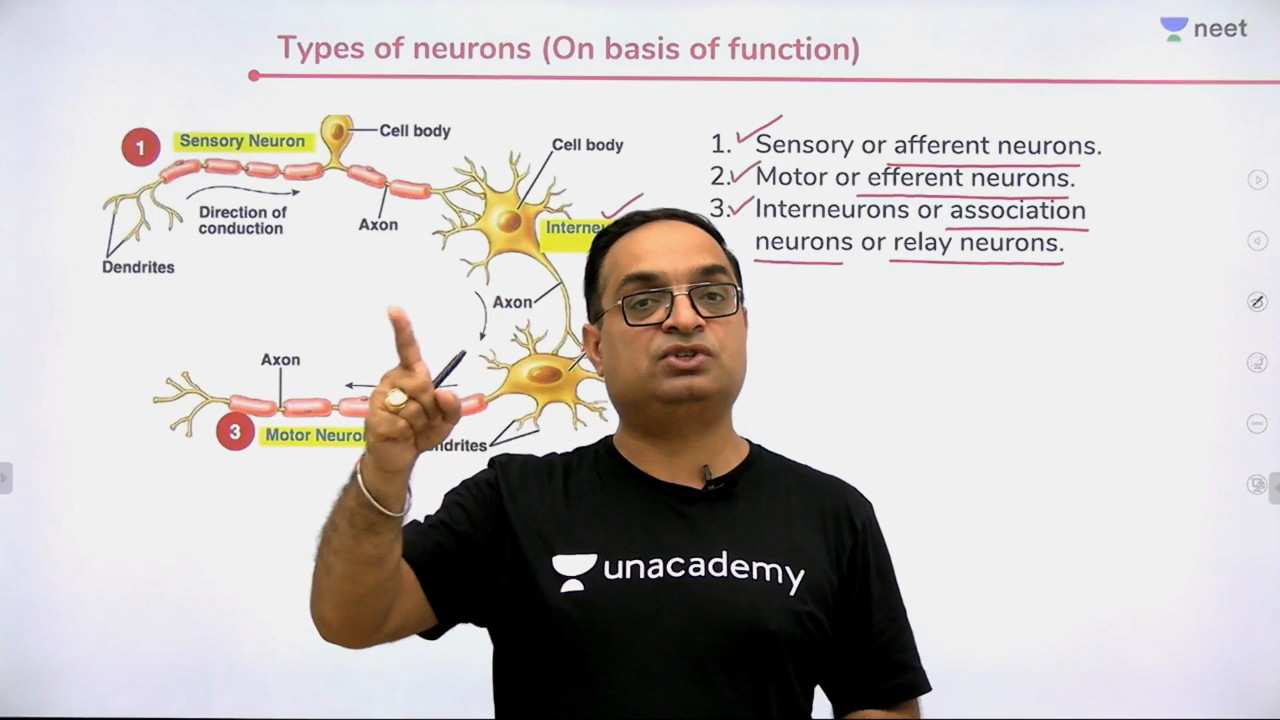 neet
Types of neurons (On basis of function)
1
Sensory Neuron
Cell body
Cell body
1. Sensory or afferent neurons.
2. Motor or efferent neurons.
3. Interneurons or association
neurons or relay neurons.
Direction of
conduction
Axon
Dendrites
Axon
Axon
3
unacademy